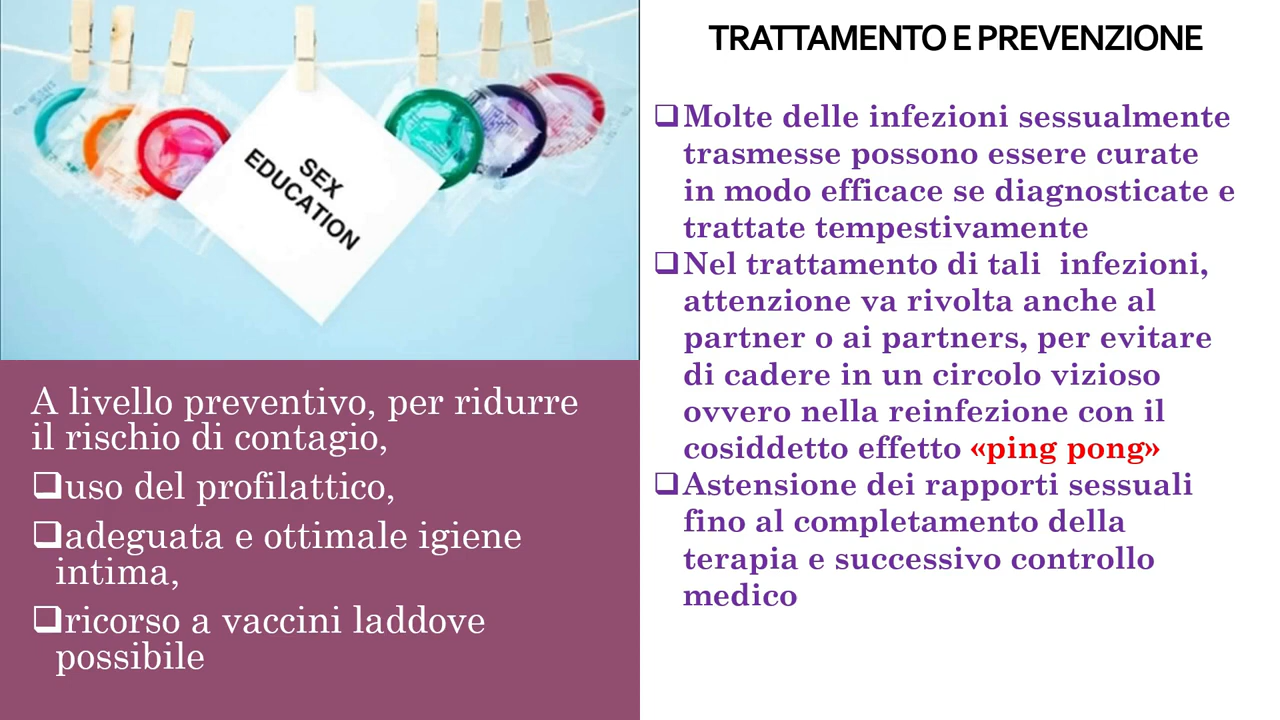 SEX
EDUCATION
A livello preventivo, per ridurre
il rischio di contagio,
❑uso del profilattico,
❑adeguata e ottimale igiene
intima,
❑ricorso a vaccini laddove
possibile
TRATTAMENTO E PREVENZIONE
❑Molte delle infezioni sessualmente
trasmesse possono essere curate
in modo efficace se diagnosticate e
trattate tempestivamente
❑Nel trattamento di tali infezioni,
attenzione va rivolta anche al
partner o ai partners, per evitare
di cadere in un circolo vizioso
ovvero nella reinfezione con il
cosiddetto effetto «ping pong»
❑Astensione dei rapporti sessuali
fino al completamento della
terapia e successivo controllo
medico